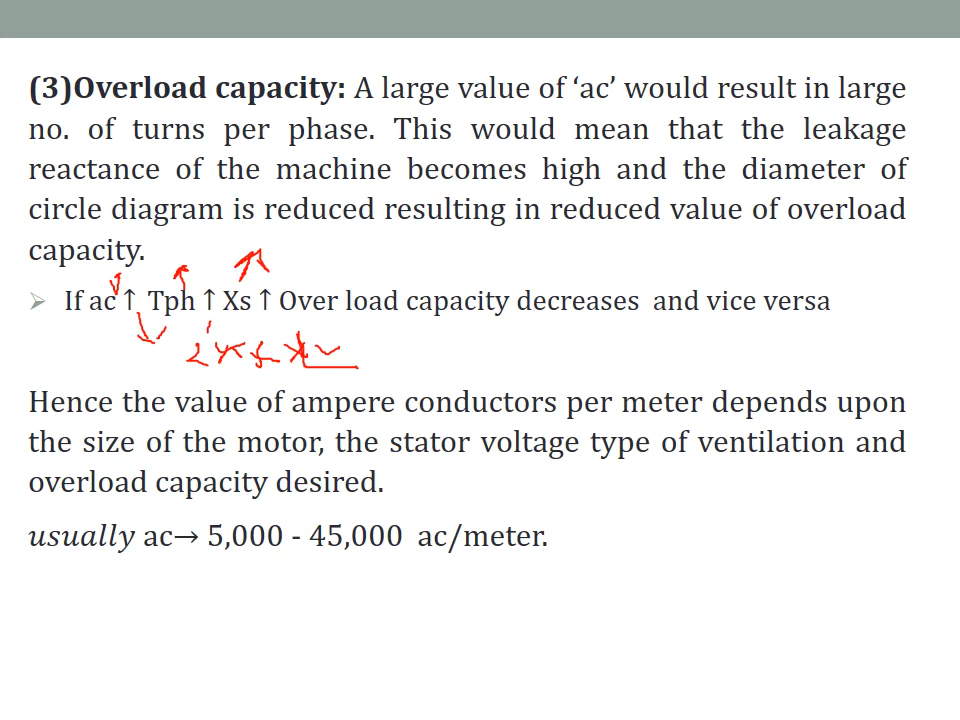 (3)Overload capacity: A large value of ‘ac’ would result in large
no. of turns per phase. This would mean that the leakage
reactance of the machine becomes high and the diameter of
circle diagram is reduced resulting in reduced value of overload
capacity.
If ac ↑ Tph ↑ Xs ↑ Over load capacity decreases and vice versa
Hence the value of ampere conductors per meter depends upon
the size of the motor, the stator voltage type of ventilation and
overload capacity desired.
usually ac→ 5,000 - 45,000 ac/meter.